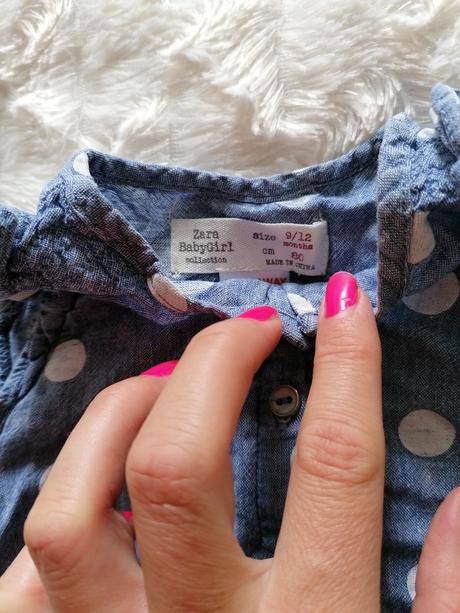 Zara
BabyGirl
collection
size 9/12
months
cm 80
MADE IN CHINA